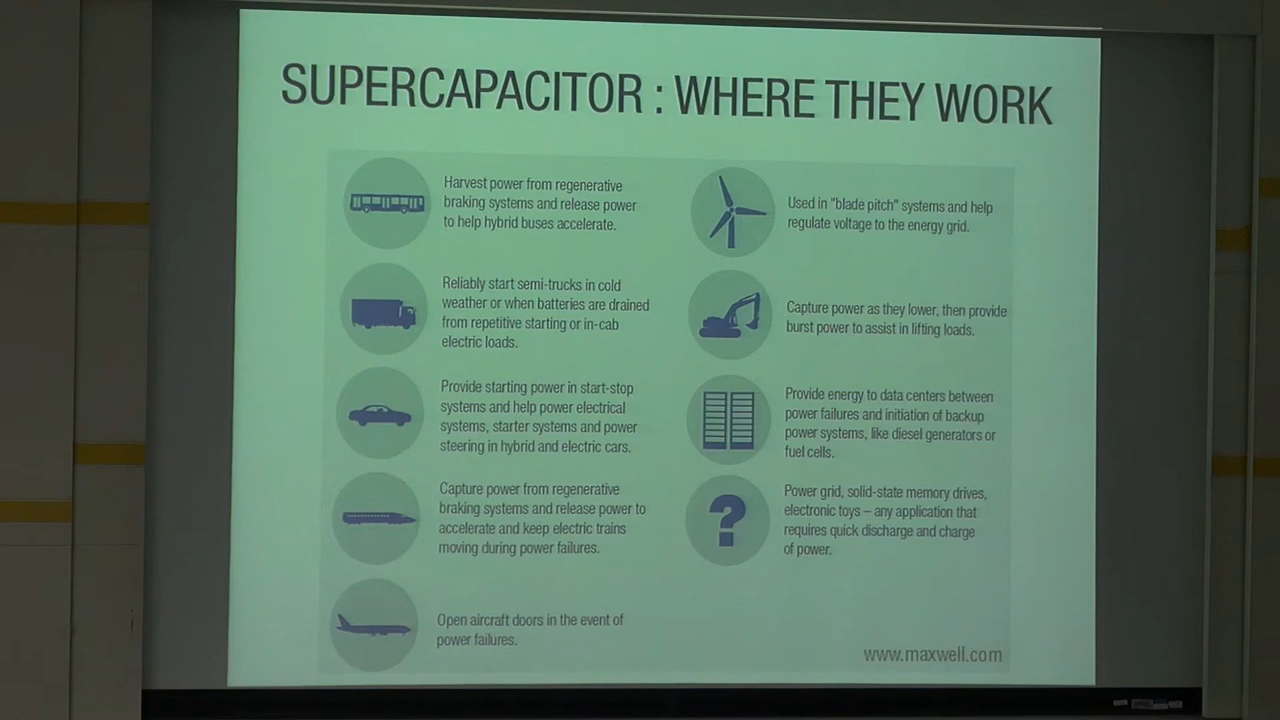 SUPERCAPACITOR : WHERE THEY WORK
Harvest power from regenerative
braking systems and release power
to help hybrid buses accelerate.
Reliably start semi-trucks in cold
weather or when batteries are drained
from repetitive starting or in-cab
electric loads.
Provide starting power in start-stop
systems and help power electrical
systems, starter systems and power
steering in hybrid and electric cars.
Capture power from regenerative
braking systems and release power to
accelerate and keep electric trains
moving during power failures.
Open aircraft doors in the event of
power failures.
Used in "blade pitch" systems and help
regulate voltage to the energy grid.
Capture power as they lower, then provide
burst power to assist in lifting loads.
Provide energy to data centers between
power failures and initiation of backup
power systems, like diesel generators or
fuel cells.
?
Power grid, solid-state memory drives,
electronic toys – any application that
requires quick discharge and charge
of power.
www.maxwell.com